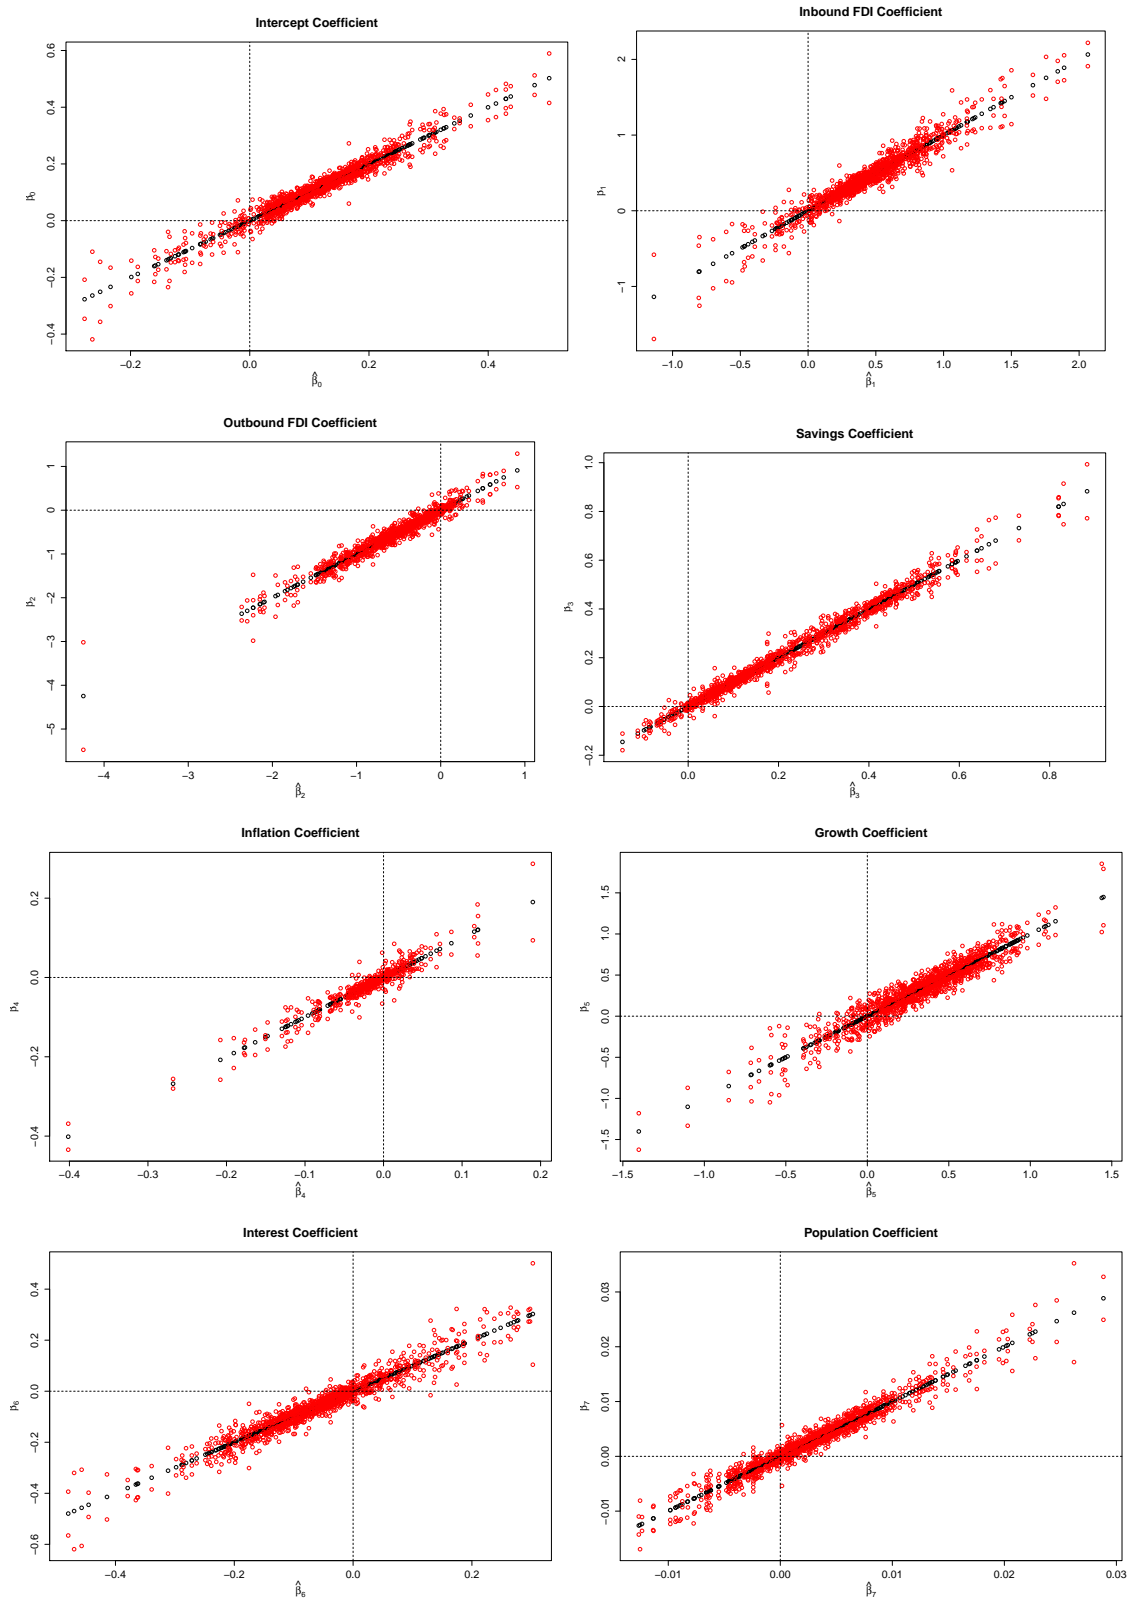 Intercept Coefficient
0.6
0.4
0.2
0.0
−0.2
−0.4
β0
−0.2 0.0 0.2 0.4
β̂0
Inbound FDI Coefficient
2
1
0
−1
β1
−1.0 −0.5 0.0 0.5 1.0 1.5 2.0
β̂1
Outbound FDI Coefficient
1
0
−1
−2
−3
−4
−5
β2
−4 −3 −2 −1 0 1
β̂2
Savings Coefficient
1.0
0.8
0.6
0.4
0.2
0.0
−0.2
β3
0.0 0.2 0.4 0.6 0.8
β̂3
Inflation Coefficient
0.2
0.0
−0.2
−0.4
β4
−0.4 −0.3 −0.2 −0.1 0.0 0.1 0.2
β̂4
Growth Coefficient
1.5
1.0
0.5
0.0
−0.5
−1.0
−1.5
β5
−1.5 −1.0 −0.5 0.0 0.5 1.0 1.5
β̂5
Interest Coefficient
0.4
0.2
0.0
−0.2
−0.4
−0.6
β6
−0.4 −0.2 0.0 0.2
β̂6
Population Coefficient
0.03
0.02
0.01
0.00
−0.01
β7
−0.01 0.00 0.01 0.02 0.03
β̂7